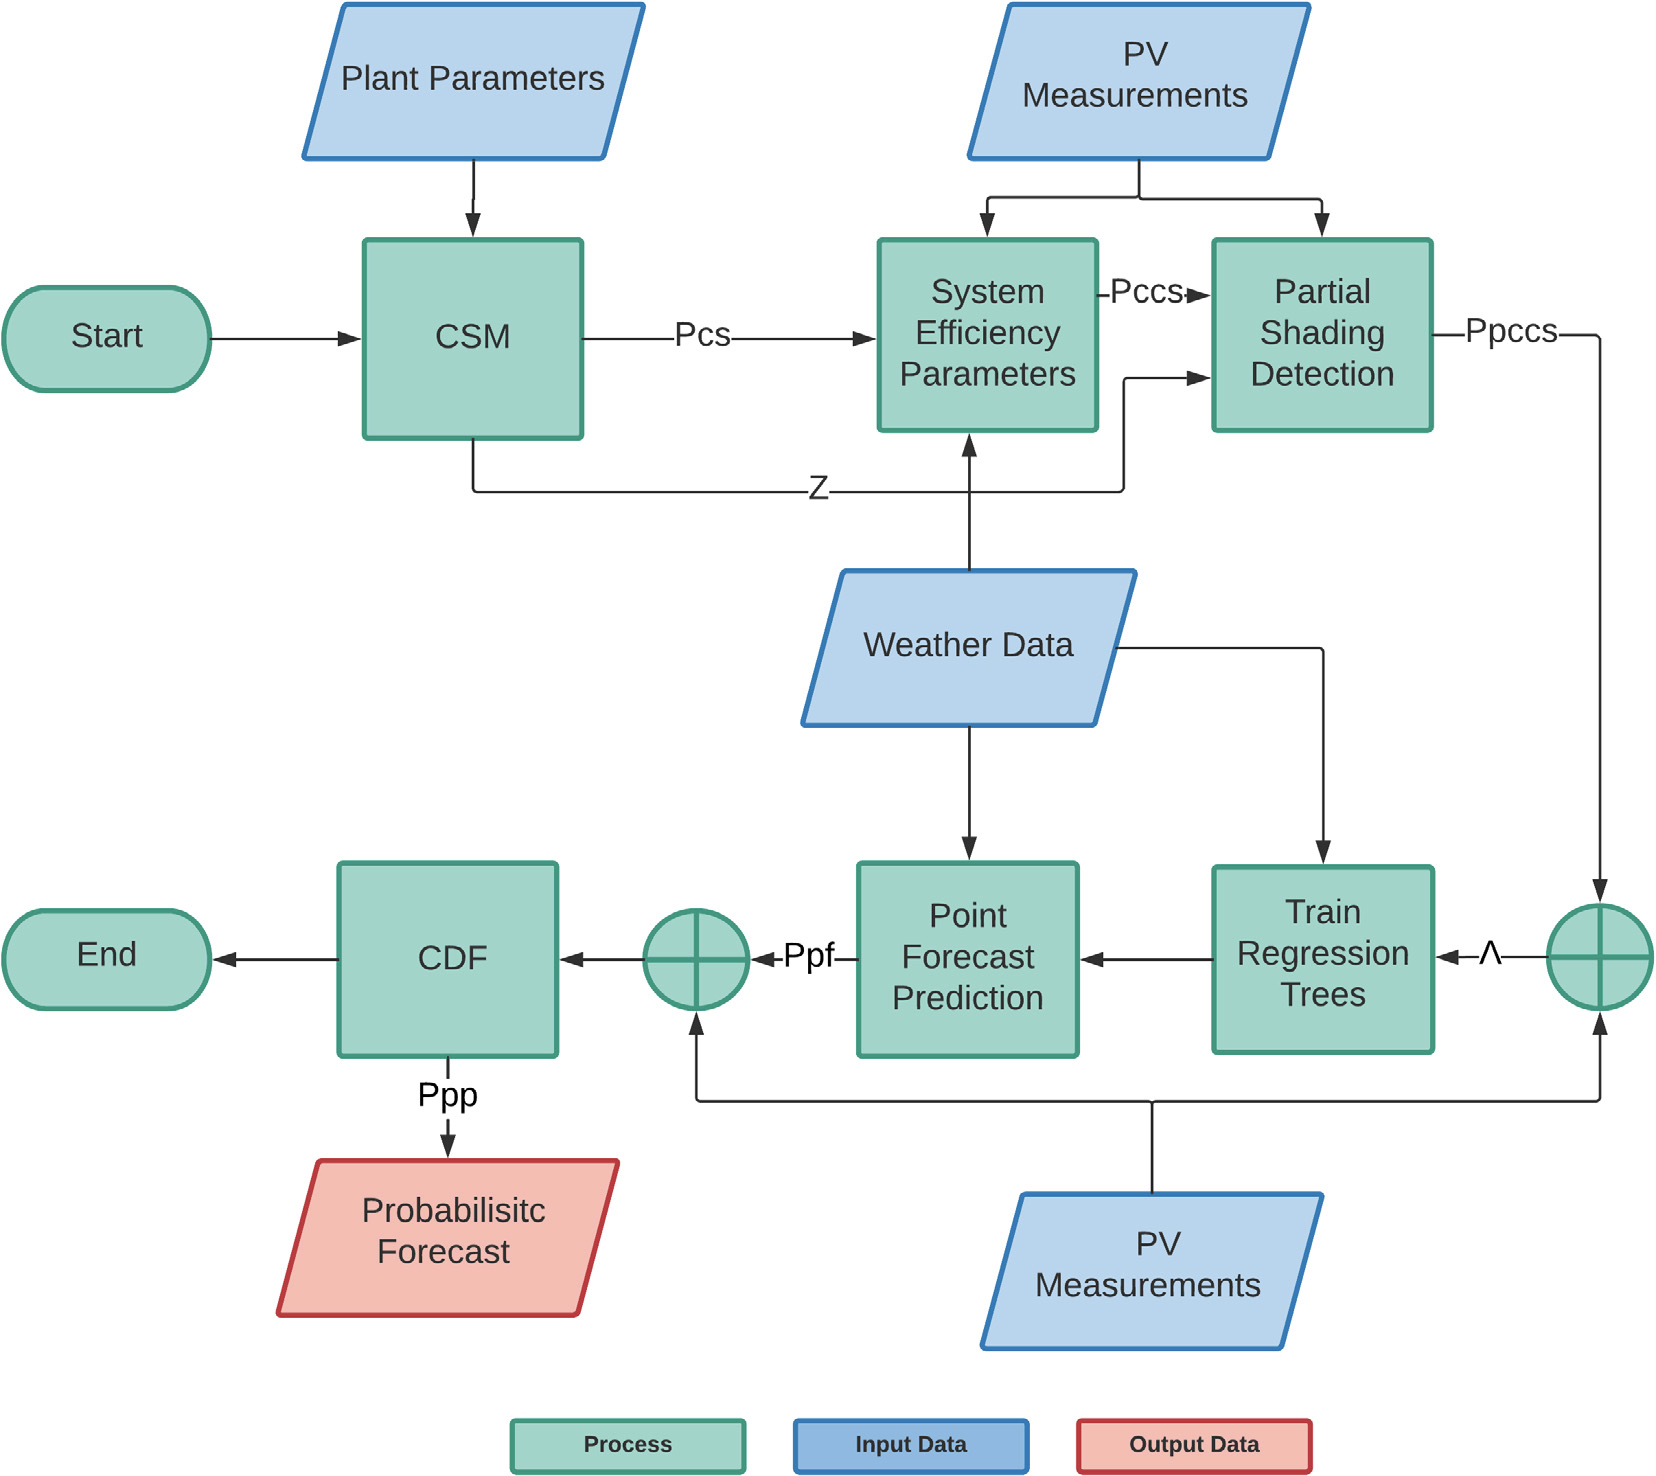 Plant Parameters
PV
Measurements
Start
CSM
Pcs
System
Efficiency
Parameters
Pccs
Partial
Shading
Detection
Ppccs
Z
Weather Data
End
CDF
Ppf
Point
Forecast
Prediction
Train
Regression
Trees
Λ
Ppp
Probabilisitc
Forecast
PV
Measurements
Process
Input Data
Output Data